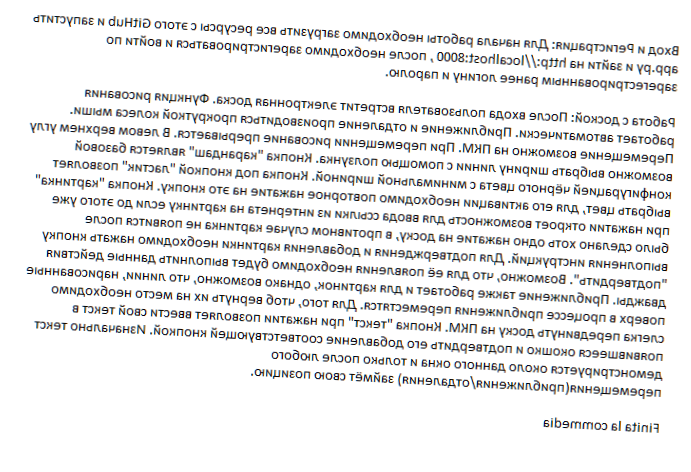 Вход и Регистрация: Для начала работы необходимо загрузить все ресурсы с этого GitHub и запустить
app.py и зайти на http://localhost:8000 , после необходимо зарегистрироваться и войти по
зарегестрированным ранее логину и паролю.
Работа с доской: После входа пользователя встретит электронная доска. Функция рисования
работает автоматически. Приближение и отдаление производиться прокруткой колеса мыши.
Перемещение возможно на ПКМ. При перемещении рисование прерывается. В левом верхнем углу
возможно выбрать ширину линии с помощью ползунка. Кнопка "карандаш" является базовой
конфигурацией чёрного цвета с минимальной шириной. Кнопка под кнопкой "ластик" позволяет
выбрать цвет, для его активации необходимо повторное нажатие на это кнопку. Кнопка "картинка"
при нажатии откроет возможность для ввода ссылки из интернета на картинку если до этого уже
было сделано хоть одно нажатие на доску, в противном случае картинка не появится после
выполнения инструкций. Для подтверждения и добавления картинки необходимо нажать кнопку
"подтвердить". Возможно, что для её появления необходимо будет выполнить данные действия
дважды. Приближение также работает и для картинок, однако возможно, что линии, нарисованные
поверх в процессе приближения переместятся. Для того, чтоб вернуть их на место необходимо
слегка передвинуть доску на ПКМ. Кнопка "текст" при нажатии позволяет ввести свой текст в
появившееся окошко и подтвердить его добавление соответствующей кнопкой. Изначально текст
демонстрируется около данного окна и только после любого
перемещения(приближения/отдаления) займёт свою позицию.
Finita la commedia